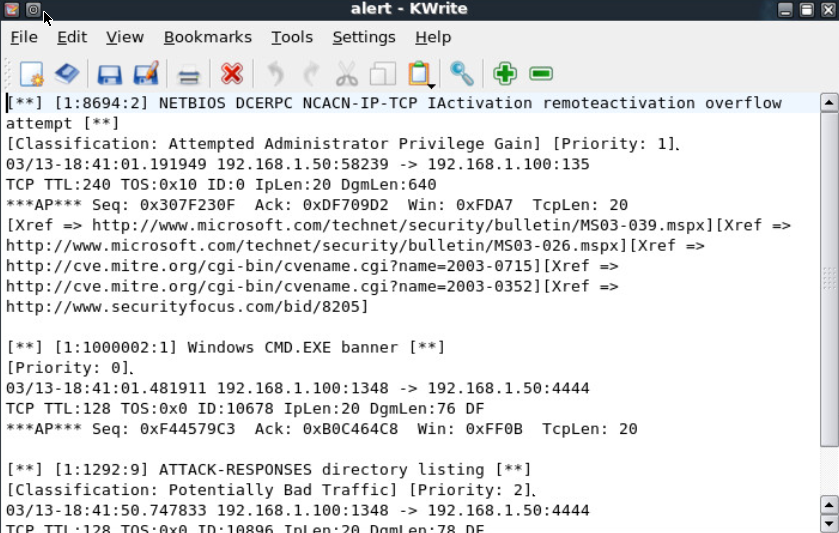 alert - KWrite
File Edit View Bookmarks Tools Settings Help
[**] [1:8694:2] NETBIOS DCERPC NCACN-IP-TCP IActivation remoteactivation overflow
attempt [**]
[Classification: Attempted Administrator Privilege Gain] [Priority: 1]
03/13-18:41:01.191949 192.168.1.50:58239 -> 192.168.1.100:135
TCP TTL:240 TOS:0x10 ID:0 IpLen:20 DgmLen:640
***AP*** Seq: 0x307F230F  Ack: 0xDF709D2  Win: 0xFDA7  TcpLen: 20
[Xref => http://www.microsoft.com/technet/security/bulletin/MS03-039.mspx][Xref =>
http://www.microsoft.com/technet/security/bulletin/MS03-026.mspx][Xref =>
http://cve.mitre.org/cgi-bin/cvename.cgi?name=2003-0715][Xref =>
http://cve.mitre.org/cgi-bin/cvename.cgi?name=2003-0352][Xref =>
http://www.securityfocus.com/bid/8205]
[**] [1:1000002:1] Windows CMD.EXE banner [**]
[Priority: 0]
03/13-18:41:01.481911 192.168.1.100:1348 -> 192.168.1.50:4444
TCP TTL:128 TOS:0x0 ID:10678 IpLen:20 DgmLen:76 DF
***AP*** Seq: 0xF44579C3  Ack: 0xB0C464C8  Win: 0xFF0B  TcpLen: 20
[**] [1:1292:9] ATTACK-RESPONSES directory listing [**]
[Classification: Potentially Bad Traffic] [Priority: 2]
03/13-18:41:50.747833 192.168.1.100:1348 -> 192.168.1.50:4444
TCP TTL:128 TOS:0x0 ID:10896 IpLen:20 DgmLen:78 DF